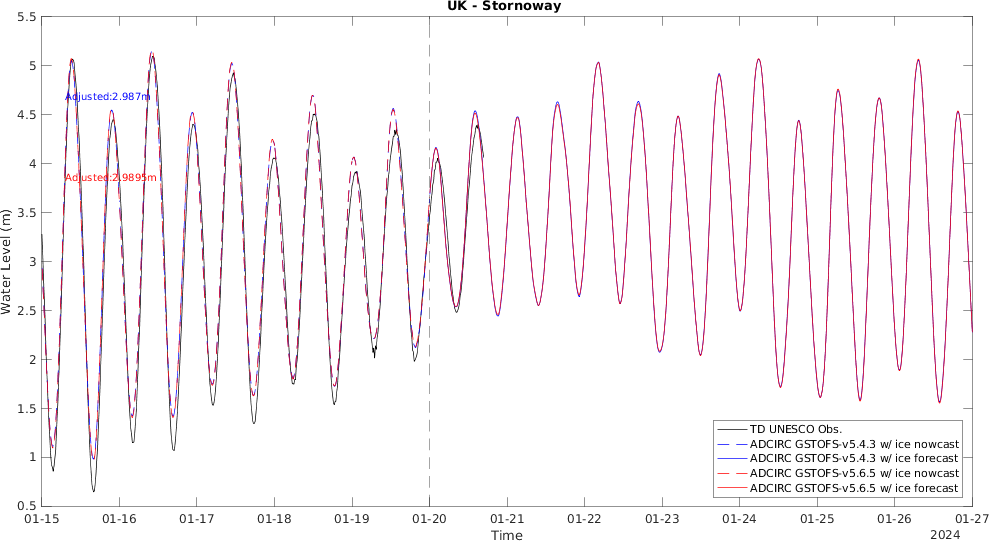 UK - Stornoway
5.5
5
4.5
4
3.5
3
2.5
2
1.5
1
0.5
Water Level (m)
Adjusted:2.987m
Adjusted:2.9895m
TD UNESCO Obs.
ADCIRC GSTOFS-v5.4.3 w/ ice nowcast
ADCIRC GSTOFS-v5.4.3 w/ ice forecast
ADCIRC GSTOFS-v5.6.5 w/ ice nowcast
ADCIRC GSTOFS-v5.6.5 w/ ice forecast
01-15 01-16 01-17 01-18 01-19 01-20 01-21 01-22 01-23 01-24 01-25 01-26 01-27
Time
2024